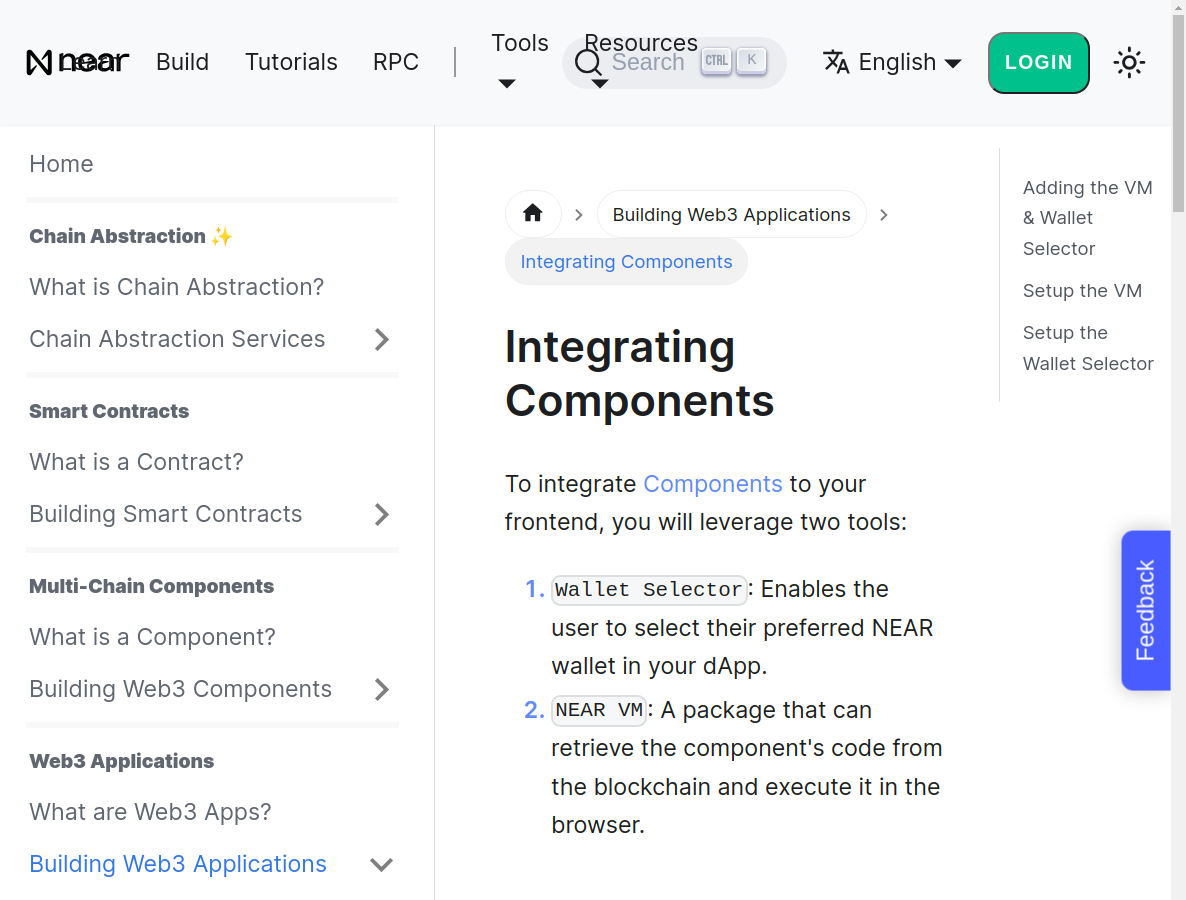 near
Learn
Build
Tutorials
RPC
Tools
Resources
Search
CTRL
K
English
LOGIN
Home
Chain Abstraction ✨
What is Chain Abstraction?
Chain Abstraction Services
Smart Contracts
What is a Contract?
Building Smart Contracts
Multi-Chain Components
What is a Component?
Building Web3 Components
Web3 Applications
What are Web3 Apps?
Building Web3 Applications
Building Web3 Applications
Integrating Components
Integrating
Components
To integrate Components to your
frontend, you will leverage two tools:
1. Wallet Selector: Enables the
user to select their preferred NEAR
wallet in your dApp.
2. NEAR VM: A package that can
retrieve the component's code from
the blockchain and execute it in the
browser.
Adding the VM
& Wallet
Selector
Setup the VM
Setup the
Wallet Selector
Feedback